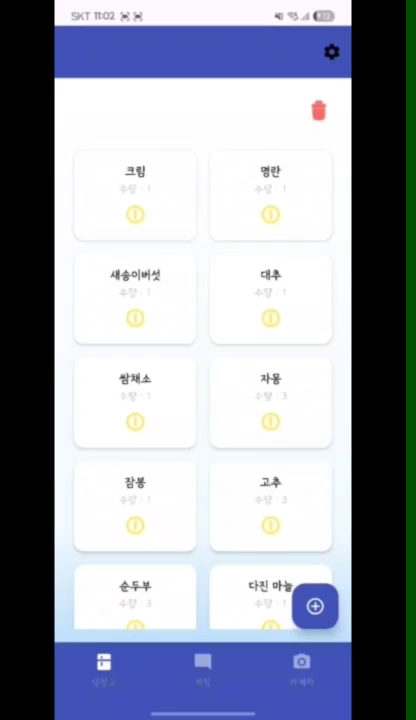 SKT 11:02
크림
명란
수량 : 1
수량 : 1
새송이버섯
대추
수량 : 1
수량 : 1
쌈채소
자몽
수량 : 1
수량 : 3
잠봉
고추
수량 : 1
수량 : 3
순두부
다진 마늘
수량 : 3
수량 : 1